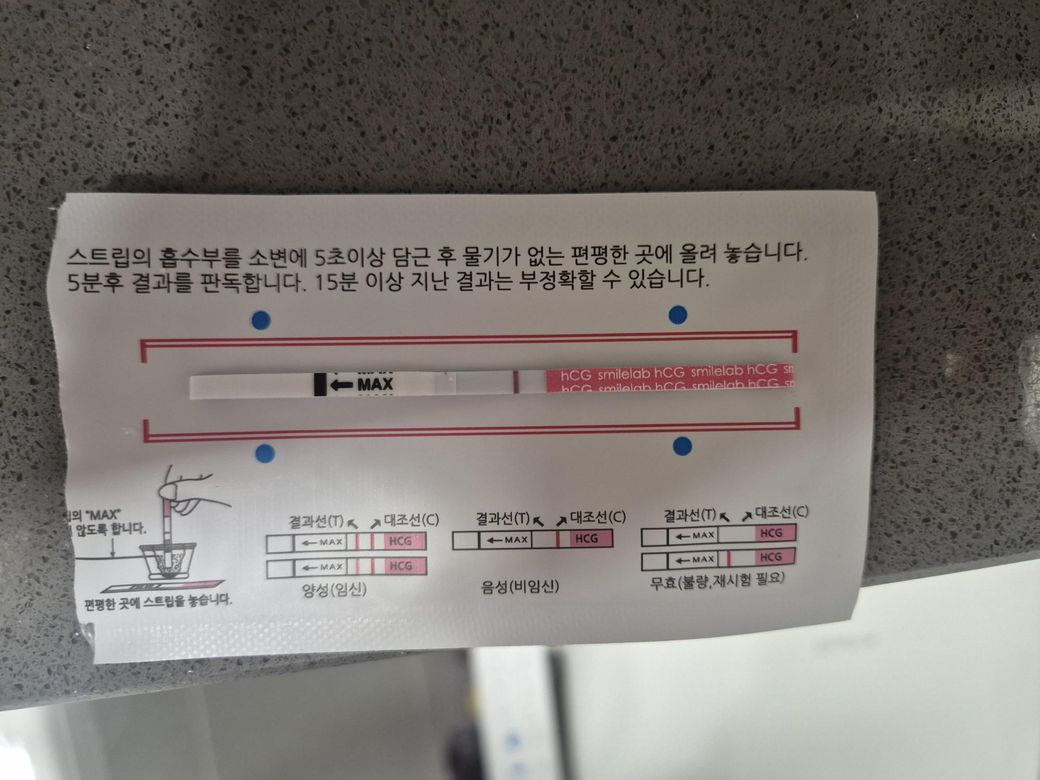 스트립의 흡수부를 소변에 5초이상 담근 후 물기가 없는 편평한 곳에 올려 놓습니다.
5분후 결과를 판독합니다. 15분 이상 지난 결과는 부정확할 수 있습니다.
MAX
hCG smilelab hCG smilelab hCG
hCG smilelab hCG smilelab hCG
"MAX"
않도록 합니다.
편평한 곳에 스트립을 놓습니다.
결과선(T) 대조선(C)
MAX HCG
MAX HCG
양성(임신)
결과선(T) 대조선(C)
MAX HCG
음성(비임신)
결과선(T) 대조선(C)
MAX HCG
MAX HCG
무효(불량,재시험 필요)